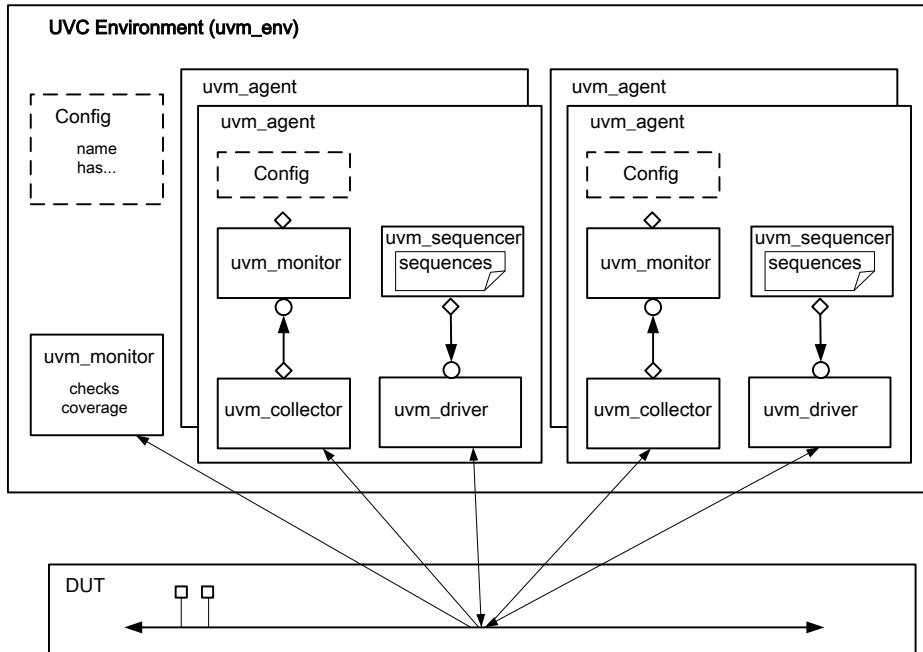 UVC Environment (uvm_env)
Config
name
has...
uvm_monitor
checks
coverage
uvm_agent
uvm_agent
Config
uvm_monitor
uvm_sequencer
sequences
uvm_collector
uvm_driver
uvm_agent
uvm_agent
Config
uvm_monitor
uvm_sequencer
sequences
uvm_collector
uvm_driver
DUT